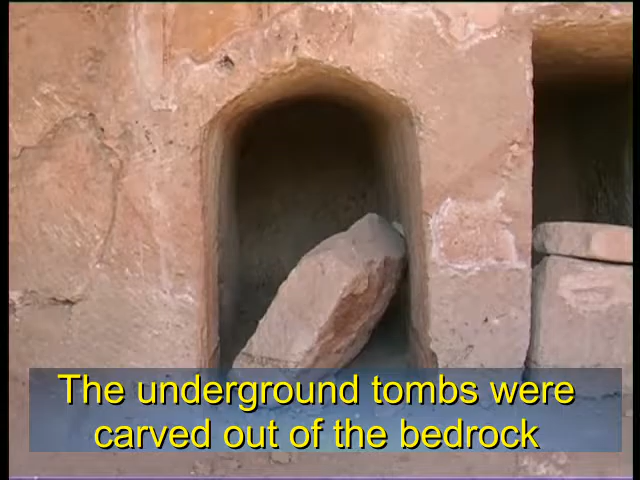 The underground tombs were
carved out of the bedrock